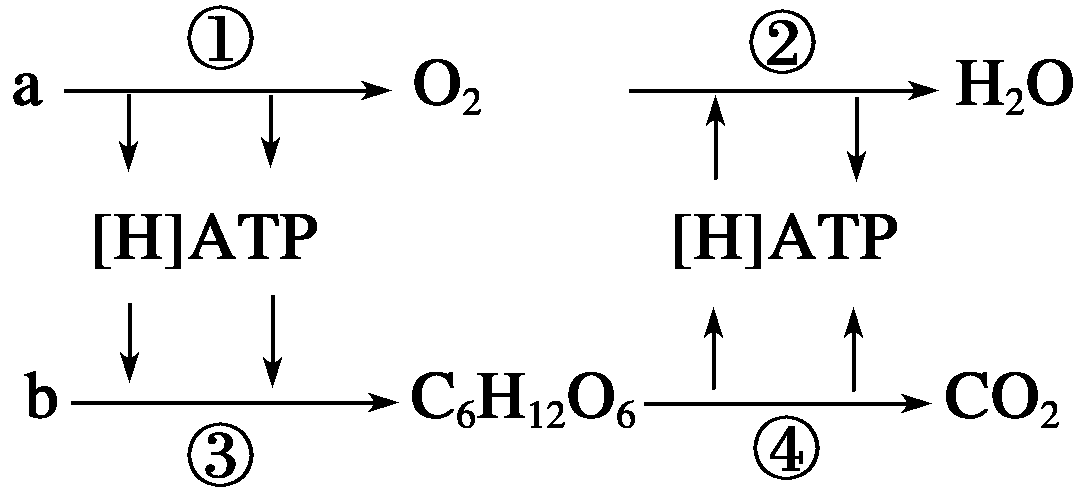 ① ②
a O₂ H₂O
[H]ATP [H]ATP
b C₆H₁₂O₆ CO₂
③ ④